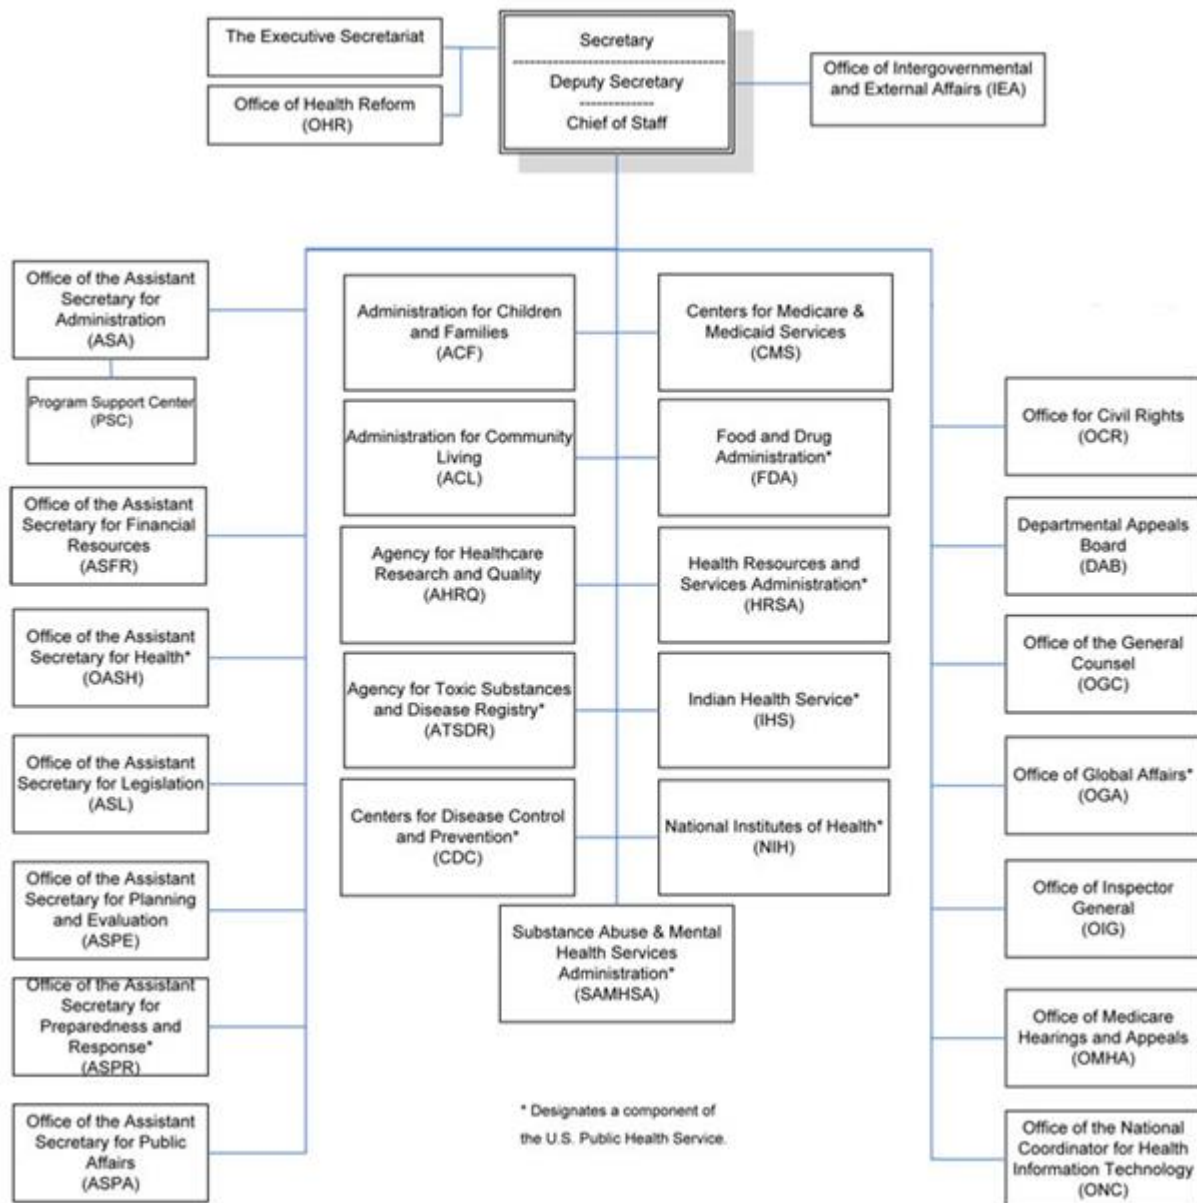 The Executive Secretariat
Office of Health Reform
(OHR)
Secretary
Deputy Secretary
Chief of Staff
Office of Intergovernmental
and External Affairs (IEA)
Office of the Assistant
Secretary for
Administration
(ASA)
Program Support Center
(PSC)
Office of the Assistant
Secretary for Financial
Resources
(ASFR)
Office of the Assistant
Secretary for Health*
(OASH)
Office of the Assistant
Secretary for Legislation
(ASL)
Office of the Assistant
Secretary for Planning
and Evaluation
(ASPE)
Office of the Assistant
Secretary for
Preparedness and
Response*
(ASPR)
Office of the Assistant
Secretary for Public
Affairs
(ASPA)
Administration for Children
and Families
(ACF)
Administration for Community
Living
(ACL)
Agency for Healthcare
Research and Quality
(AHRQ)
Agency for Toxic Substances
and Disease Registry*
(ATSDR)
Centers for Disease Control
and Prevention*
(CDC)
Centers for Medicare &
Medicaid Services
(CMS)
Food and Drug
Administration*
(FDA)
Health Resources and
Services Administration*
(HRSA)
Indian Health Service*
(IHS)
National Institutes of Health*
(NIH)
Substance Abuse & Mental
Health Services
Administration*
(SAMHSA)
Office for Civil Rights
(OCR)
Departmental Appeals
Board
(DAB)
Office of the General
Counsel
(OGC)
Office of Global Affairs*
(OGA)
Office of Inspector
General
(OIG)
Office of Medicare
Hearings and Appeals
(OMHA)
Office of the National
Coordinator for Health
Information Technology
(ONC)
* Designates a component of
the U.S. Public Health Service.